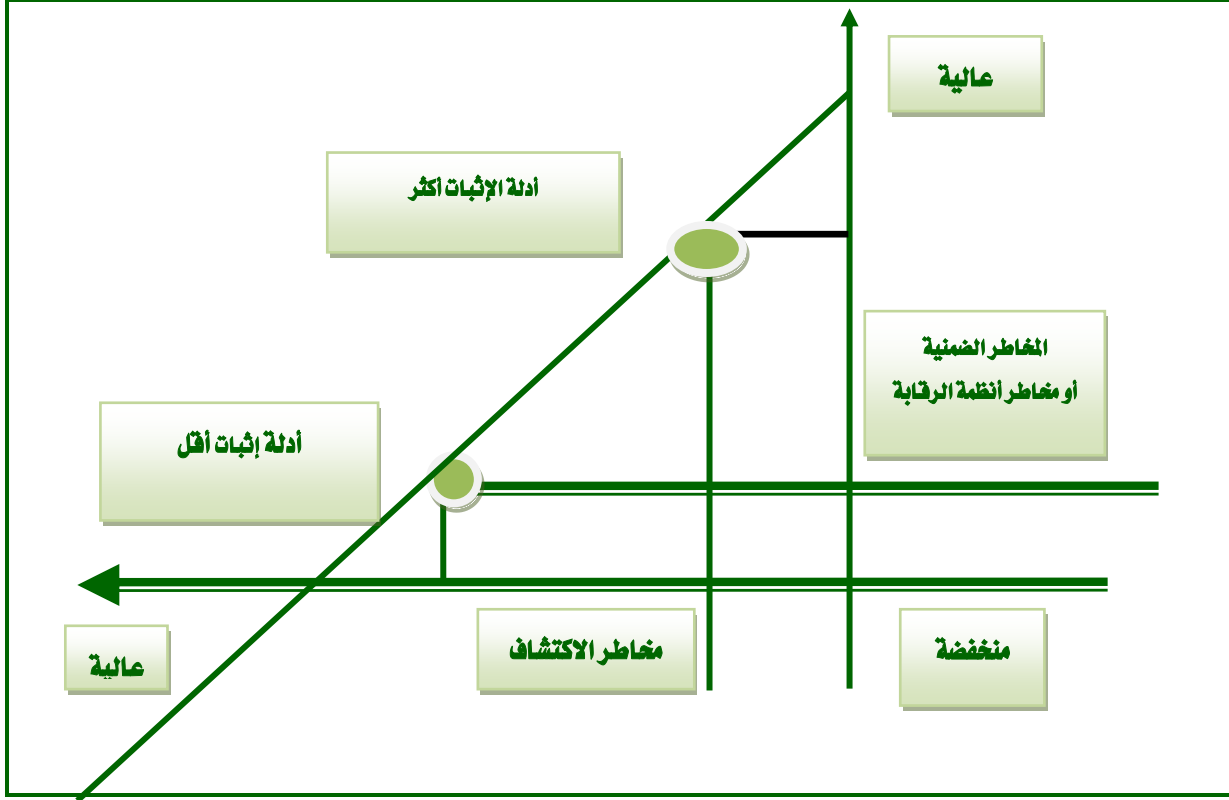 عالية
أدلة الإثبات أكثر
المخاطر الضمنية
أو مخاطر أنظمة الرقابة
أدلة إثبات أقل
منخفضة
مخاطر الاكتشاف
عالية